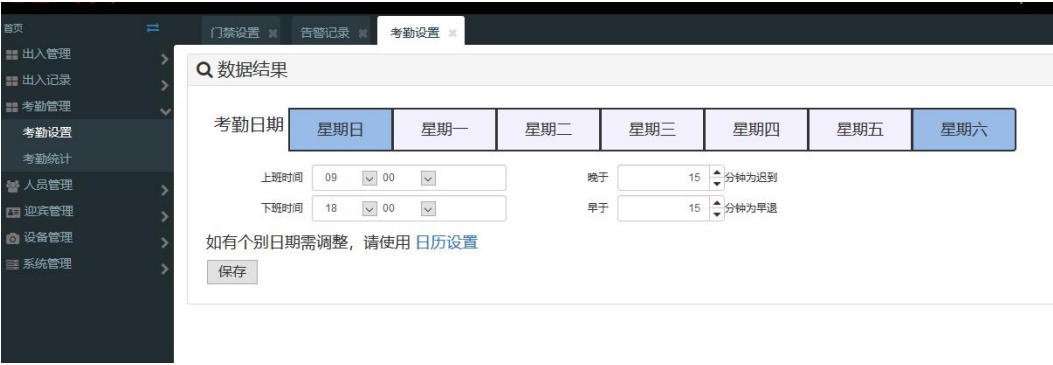 首页
门禁设置 告警记录 考勤设置
出入管理
出入记录
考勤管理
考勤设置
考勤统计
人员管理
迎宾管理
设备管理
系统管理
数据结果
考勤日期 星期日 星期一 星期二 星期三 星期四 星期五 星期六
上班时间 09 00 晚于 15 分钟为迟到
下班时间 18 00 早于 15 分钟为早退
如有个别日期需调整，请使用 日历设置
保存